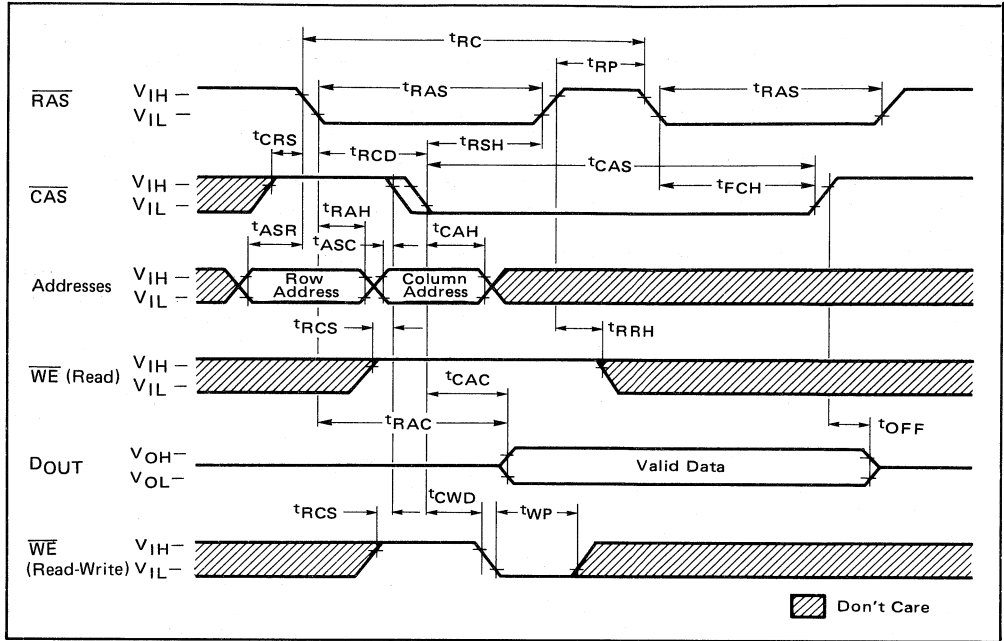 tRC
tRP
RAS
VIH
VIL
tRAS
tRAS
tCRS
tRCD
tRSH
tCAS
CAS
VIH
VIL
tFCH
tRAH
tASR
tASC
tCAH
Addresses
VIH
VIL
Row
Address
Column
Address
tRCS
tRRH
WE (Read)
VIH
VIL
tCAC
tRAC
tOFF
DOUT
VOH
VOL
Valid Data
tRCS
tCWD
tWP
WE
(Read-Write)
VIH
VIL
Don't Care